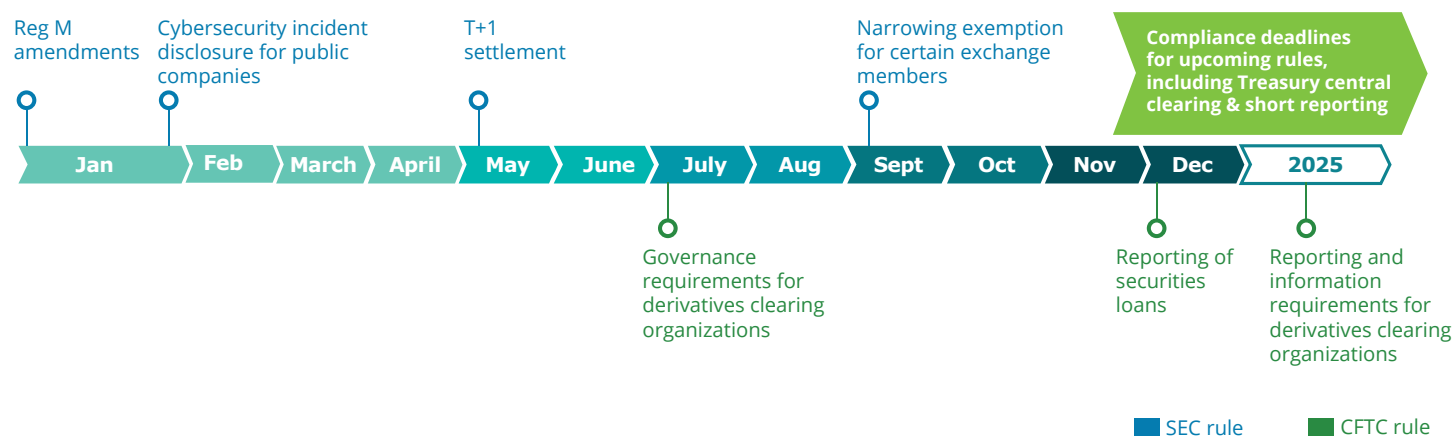 Reg M
amendments
Cybersecurity incident
disclosure for public
companies
T+1
settlement
Narrowing exemption
for certain exchange
members
Compliance deadlines
for upcoming rules,
including Treasury central
clearing & short reporting
Jan
Feb
March
April
May
June
July
Aug
Sept
Oct
Nov
Dec
2025
Governance
requirements for
derivatives clearing
organizations
Reporting of
securities
loans
Reporting and
information
requirements for
derivatives clearing
organizations
SEC rule
CFTC rule